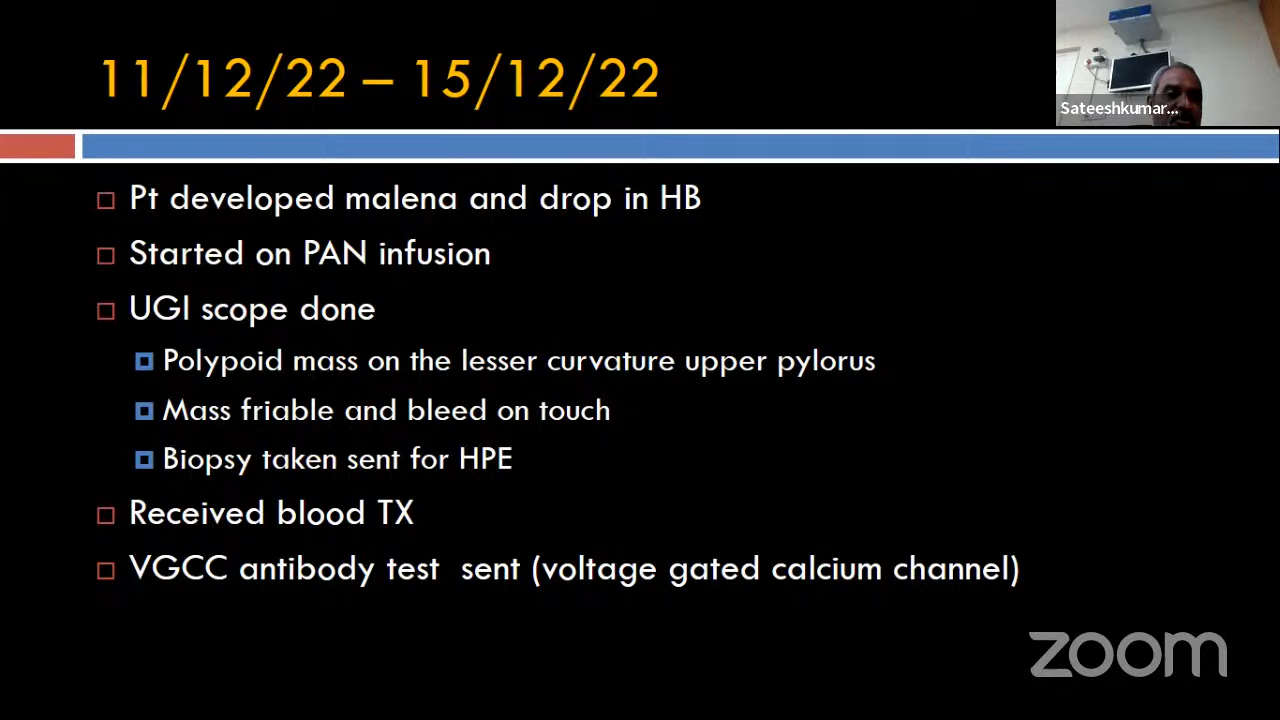 11/12/22 – 15/12/22
Sateeshkumar...
Pt developed malena and drop in HB
Started on PAN infusion
UGI scope done
Polypoid mass on the lesser curvature upper pylorus
Mass friable and bleed on touch
Biopsy taken sent for HPE
Received blood TX
VGCC antibody test sent (voltage gated calcium channel)
zoom